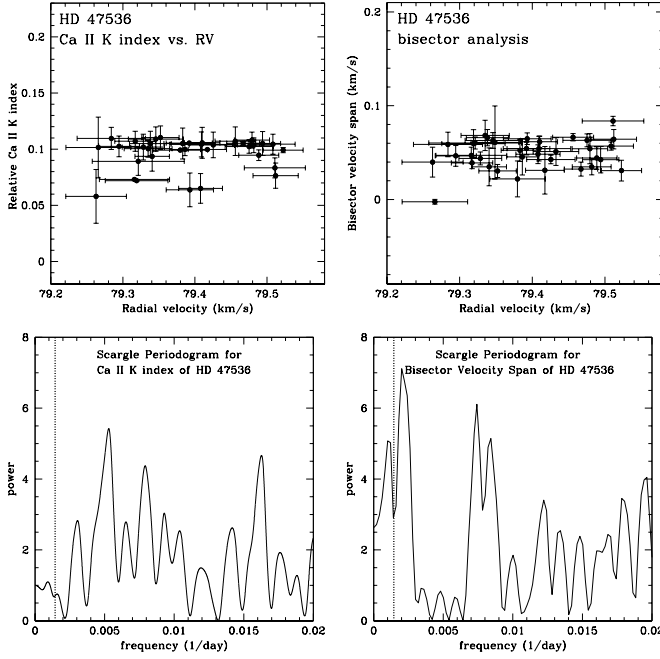 HD 47536
Ca II K index vs. RV
Relative Ca II K index
0.2
0.15
0.1
0.05
0
79.2
79.3
79.4
79.5
Radial velocity (km/s)
HD 47536
bisector analysis
Bisector velocity span (km/s)
0.2
0.1
0
79.2
79.3
79.4
79.5
Radial velocity (km/s)
Scargle Periodogram for
Ca II K index of HD 47536
power
8
6
4
2
0
0
0.005
0.01
0.015
0.02
frequency (1/day)
Scargle Periodogram for
Bisector Velocity Span of HD 47536
power
8
6
4
2
0
0
0.005
0.01
0.015
0.02
frequency (1/day)